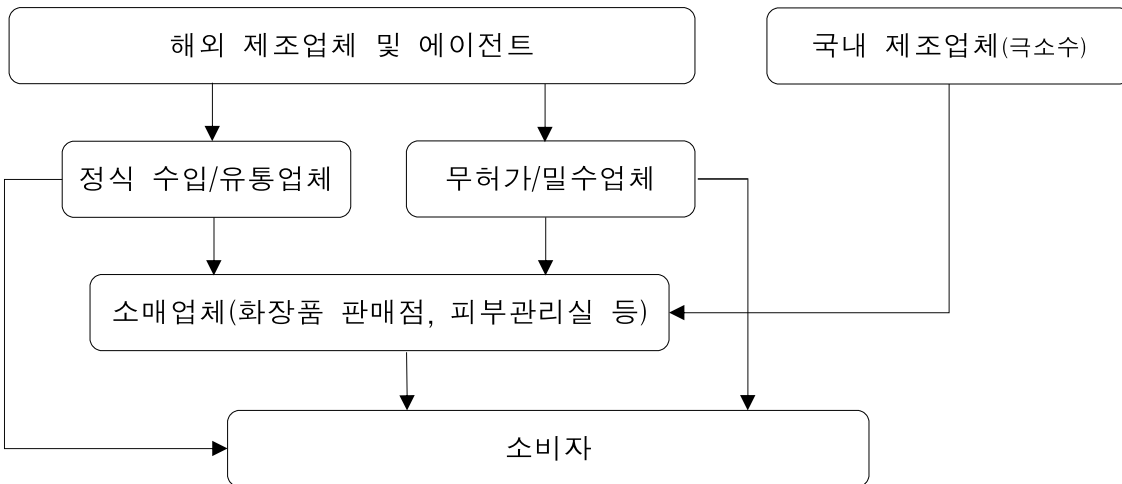 해외 제조업체 및 에이전트
국내 제조업체(극소수)
정식 수입/유통업체
무허가/밀수업체
소매업체(화장품 판매점, 피부관리실 등)
소비자